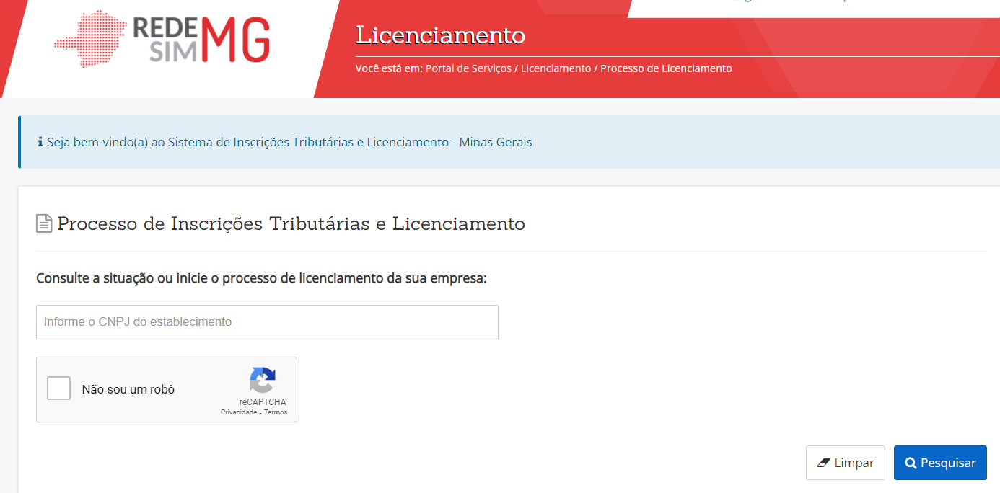 REDE
SIM MG
Licenciamento
Você está em: Portal de Serviços / Licenciamento / Processo de Licenciamento
Seja bem-vindo(a) ao Sistema de Inscrições Tributárias e Licenciamento - Minas Gerais
Processo de Inscrições Tributárias e Licenciamento
Consulte a situação ou inicie o processo de licenciamento da sua empresa:
Informe o CNPJ do establecimento
Não sou um robô
reCAPTCHA
Privacidade - Termos
Limpar
Pesquisar